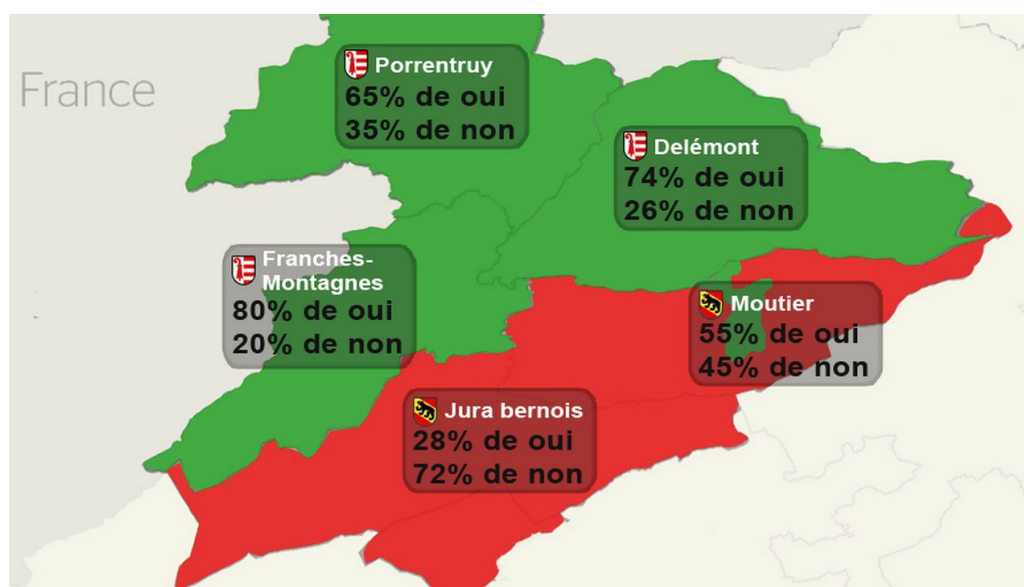 France
Porrentruy
65% de oui
35% de non
Delémont
74% de oui
26% de non
Franches-
Montagnes
80% de oui
20% de non
Moutier
55% de oui
45% de non
Jura bernois
28% de oui
72% de non